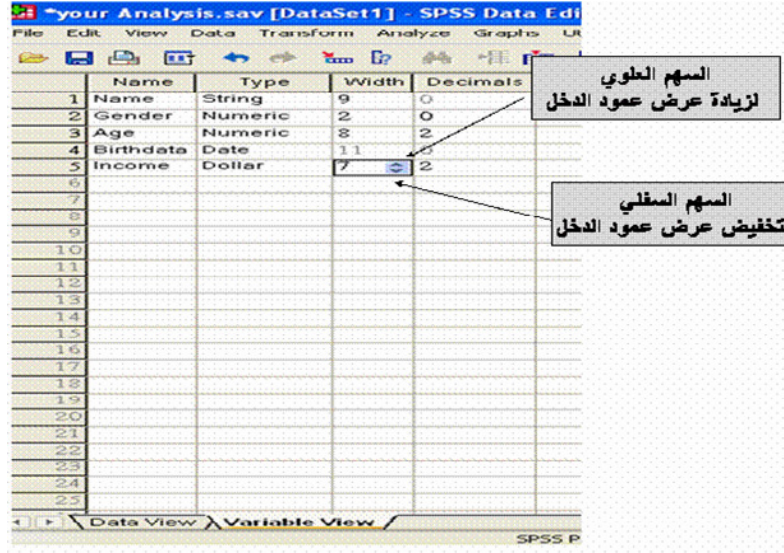 *your Analysis.sav [DataSet1] - SPSS Data Edi
File Edit View Data Transform Analyze Graphs Ut
Name Type Width Decimals
1 Name String 9 0
2 Gender Numeric 2 0
3 Age Numeric 8 2
4 Birthdata Date 11 0
5 Income Dollar 7 2
6
7
8
9
10
11
12
13
14
15
16
17
18
19
20
21
22
23
24
25
السهم العلوي
لزيادة عرض عمود الدخل
السهم السفلي
تخفيض عرض عمود الدخل
Data View Variable View
SPSS P